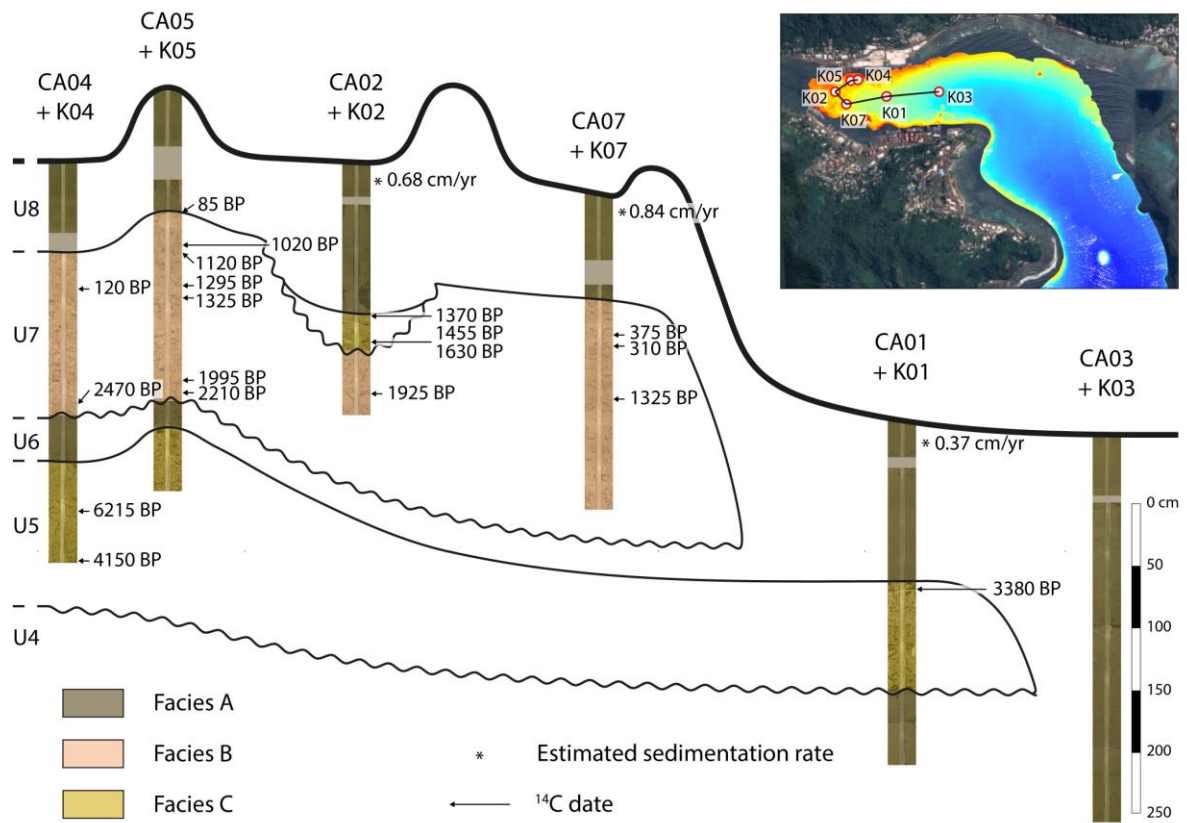 CA04
+ K04
CA05
+ K05
CA02
+ K02
CA07
+ K07
CA01
+ K01
CA03
+ K03
K05
K04
K02
K07
K01
K03
U8
U7
U6
U5
U4
120 BP
2470 BP
6215 BP
4150 BP
85 BP
1020 BP
1120 BP
1295 BP
1325 BP
1995 BP
2210 BP
* 0.68 cm/yr
1370 BP
1455 BP
1630 BP
1925 BP
* 0.84 cm/yr
375 BP
310 BP
1325 BP
* 0.37 cm/yr
3380 BP
0 cm
50
100
150
200
250
Facies A
Facies B
Facies C
* Estimated sedimentation rate
¹⁴C date